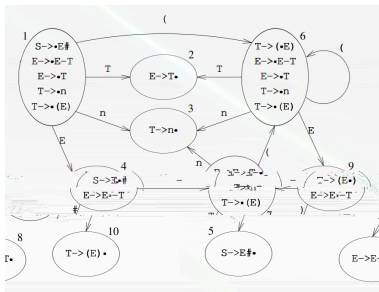 (
1
S->•E#
E->•E-T
E->•T
T->•n
T->•(E)
2
E->T•
T
T
6
T->(•E)
E->•E-T
E->•T
T->•n
T->•(E)
(
3
T->n•
n
n
n
E
E
(
4
S->E•#
E->E•-T
-
T->•(E)
-
9
T->(E•)
E->E•-T
#
8
T•
10
T->(E)•
5
S->E#•
E->E-